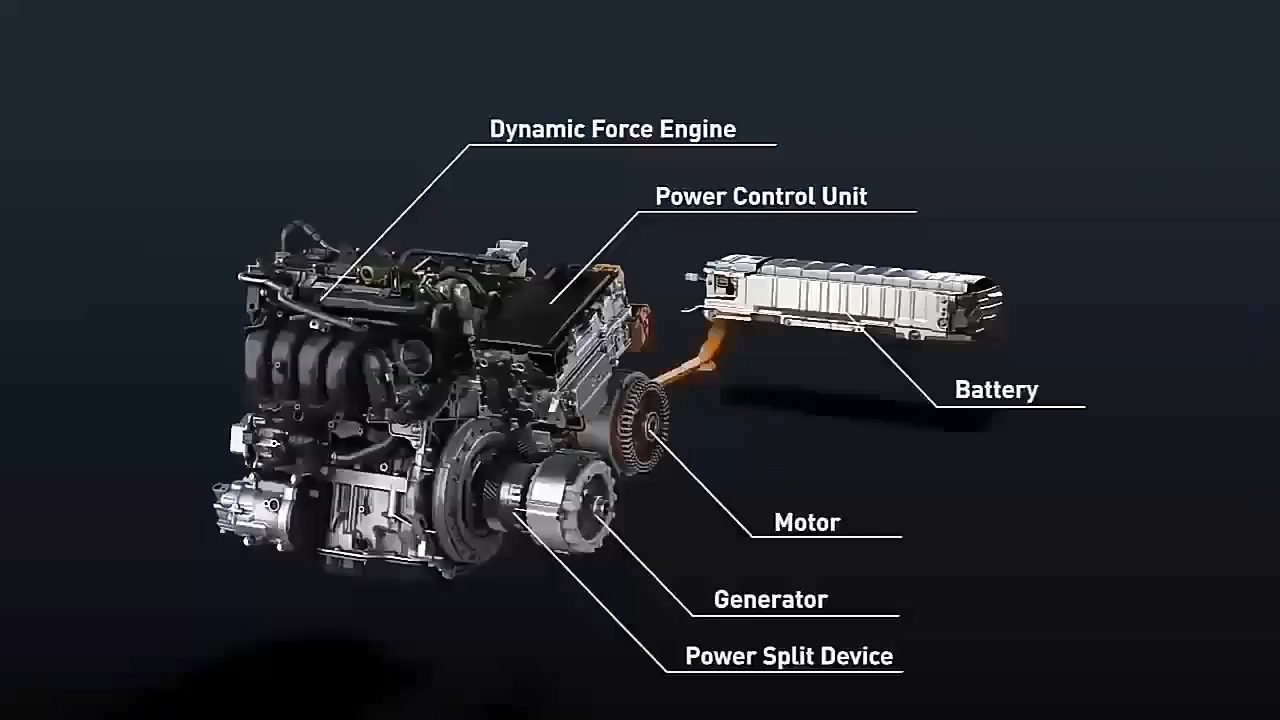 Dynamic Force Engine
Power Control Unit
Battery
Motor
Generator
Power Split Device